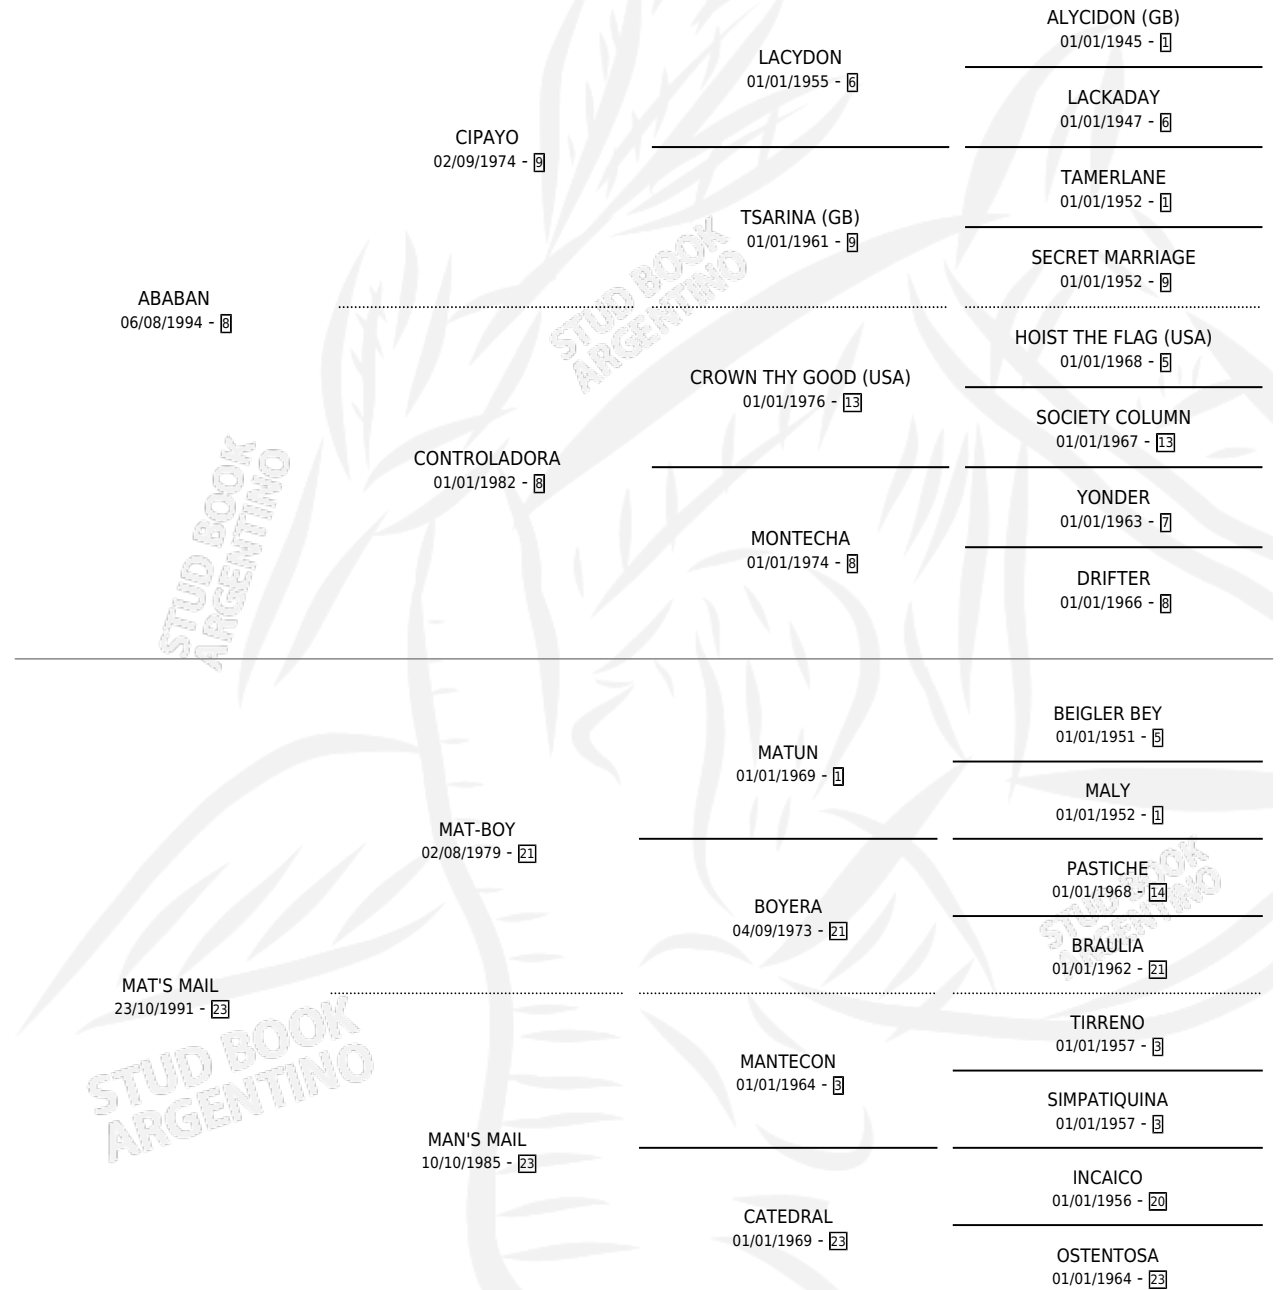 ALYCIDON (GB)
01/01/1945 - 1
LACYDON
01/01/1955 - 6
LACKADAY
01/01/1947 - 6
CIPAYO
02/09/1974 - 9
TAMERLANE
01/01/1952 - 1
TSARINA (GB)
01/01/1961 - 9
SECRET MARRIAGE
01/01/1952 - 9
ABABAN
06/08/1994 - 8
HOIST THE FLAG (USA)
01/01/1968 - 5
CROWN THY GOOD (USA)
01/01/1976 - 13
SOCIETY COLUMN
01/01/1967 - 13
CONTROLADORA
01/01/1982 - 8
YONDER
01/01/1963 - 7
MONTECHA
01/01/1974 - 8
DRIFTER
01/01/1966 - 8
BEIGLER BEY
01/01/1951 - 5
MATUN
01/01/1969 - 1
MALY
01/01/1952 - 1
MAT-BOY
02/08/1979 - 21
PASTICHE
01/01/1968 - 14
BOYERA
04/09/1973 - 21
BRAULIA
01/01/1962 - 21
MAT'S MAIL
23/10/1991 - 23
TIRRENO
01/01/1957 - 3
MANTECON
01/01/1964 - 3
SIMPATIQUINA
01/01/1957 - 3
MAN'S MAIL
10/10/1985 - 23
INCAICO
01/01/1956 - 20
CATEDRAL
01/01/1969 - 23
OSTENTOSA
01/01/1964 - 23
STUD BOOK
ARGENTINO
STUD BOOK
ARGENTINO
STUD BOOK
ARGENTINO
STUD BOOK
ARGENTINO